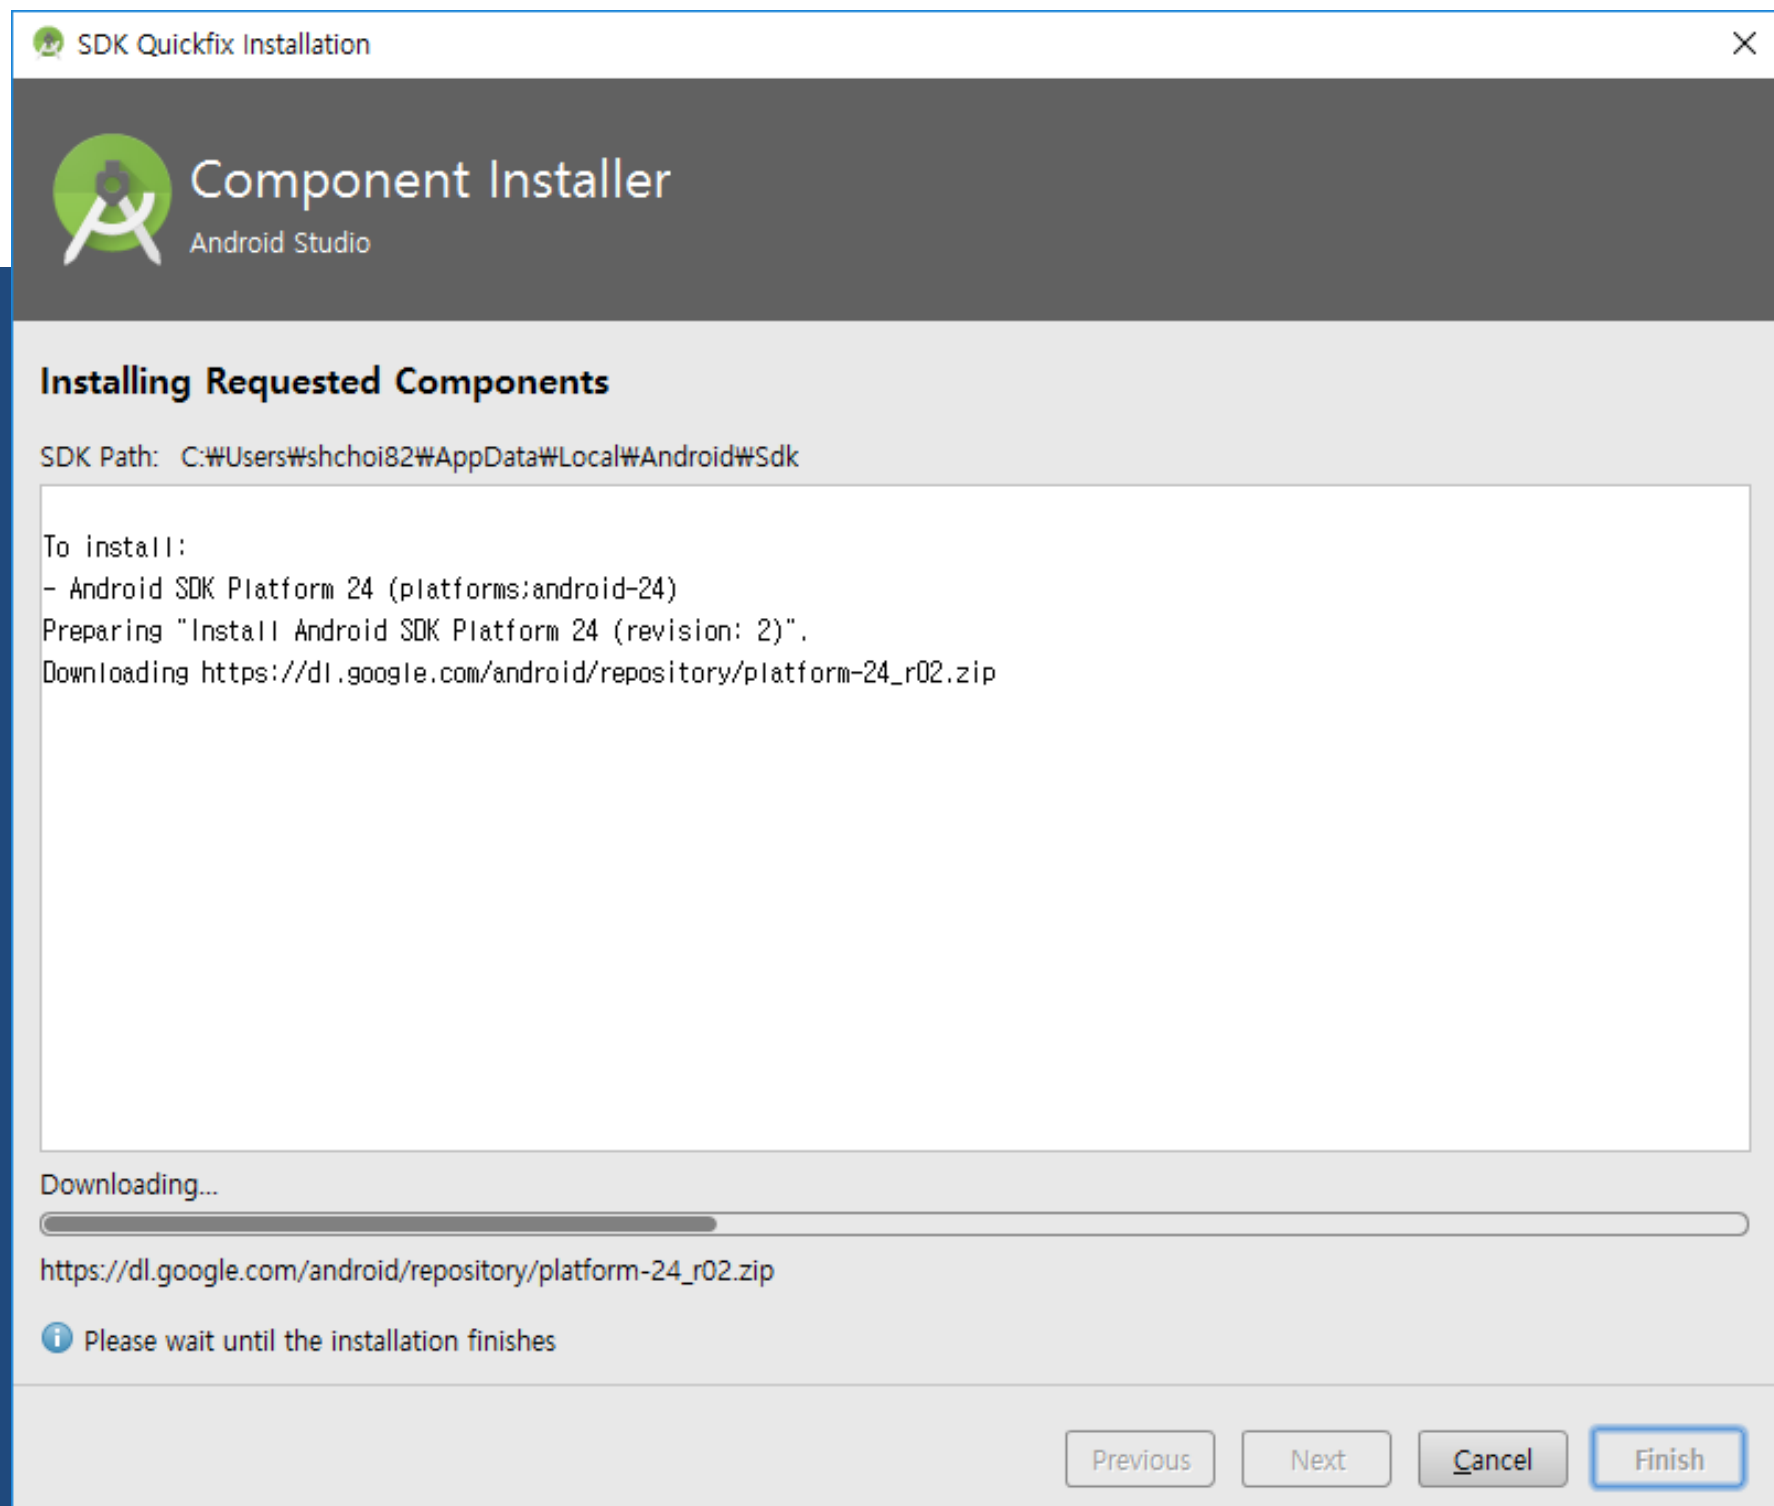 SDK Quickfix Installation
Component Installer
Android Studio
Installing Requested Components
SDK Path: C:₩Users₩shchoi82₩AppData₩Local₩Android₩Sdk
To install:
- Android SDK Platform 24 (platforms;android-24)
Preparing "Install Android SDK Platform 24 (revision: 2)".
Downloading https://dl.google.com/android/repository/platform-24_r02.zip
Downloading...
https://dl.google.com/android/repository/platform-24_r02.zip
Please wait until the installation finishes
Previous Next Cancel Finish